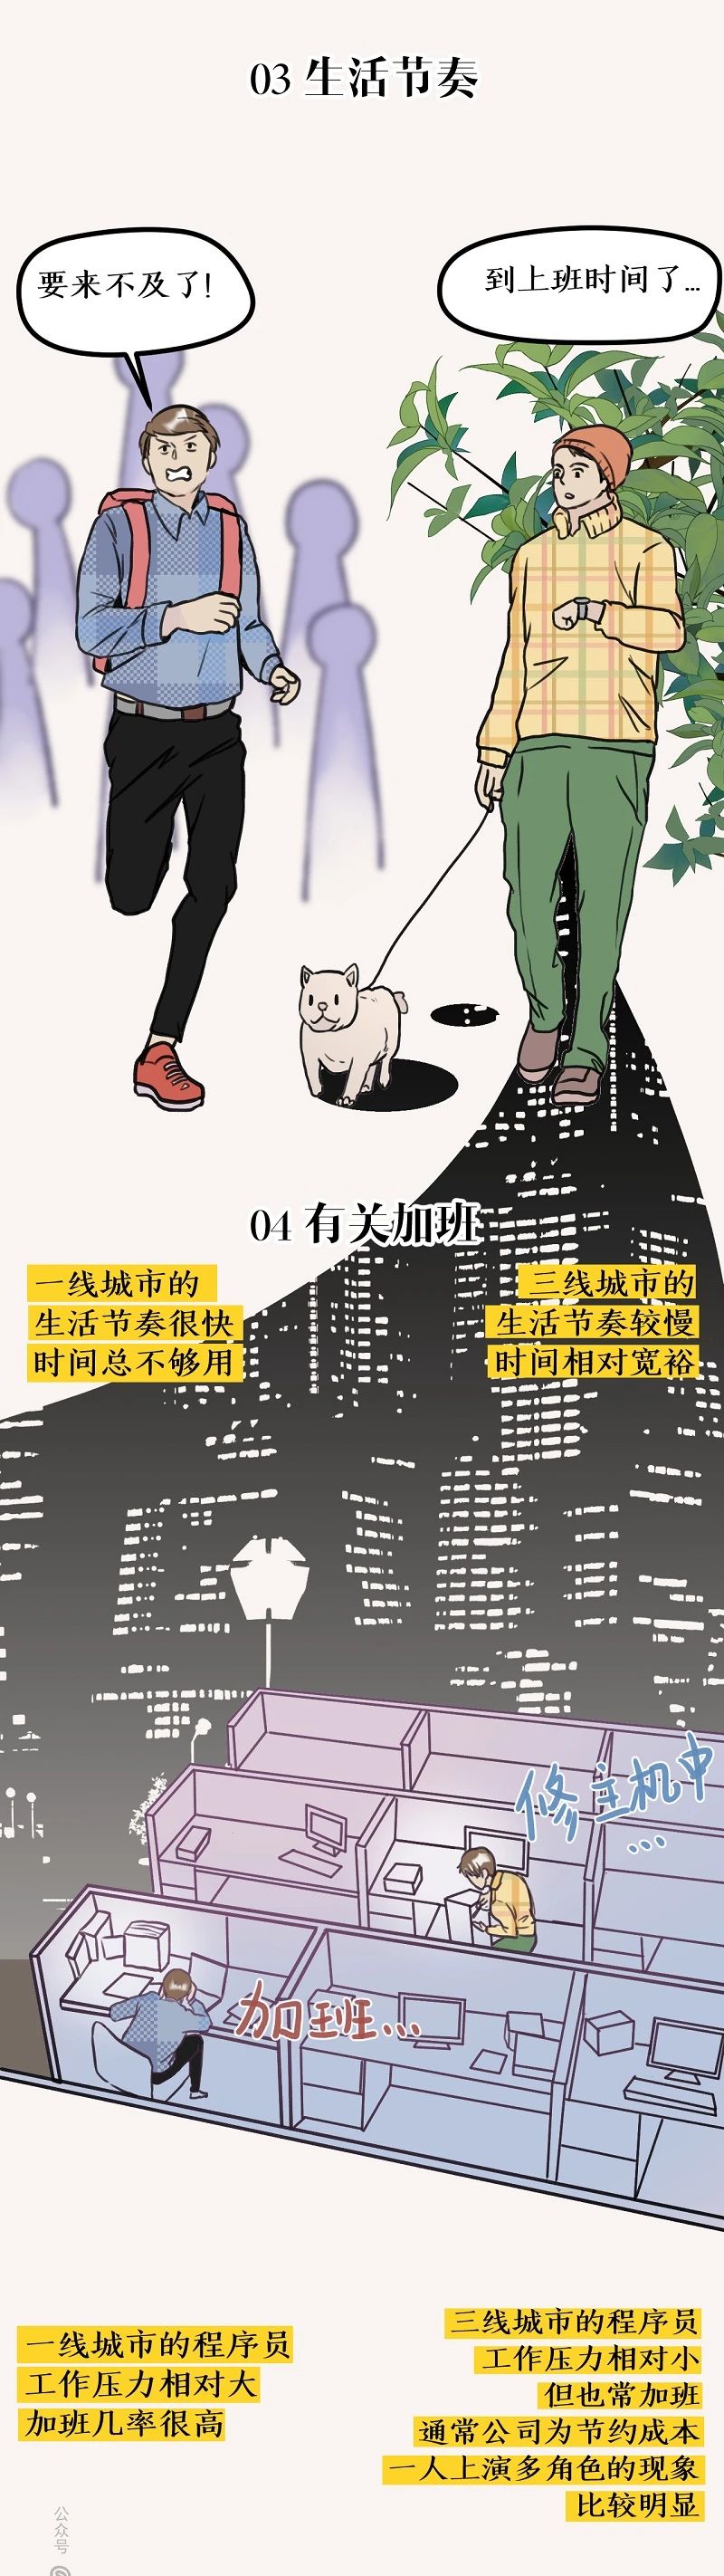 03 生活节奏
要来不及了!
到上班时间了...
04 有关加班
一线城市的
生活节奏很快
时间总不够用
三线城市的
生活节奏较慢
时间相对宽裕
修主机中
...
加班...
一线城市的程序员
工作压力相对大
加班几率很高
三线城市的程序员
工作压力相对小
但也常加班
通常公司为节约成本
一人上演多角色的现象
比较明显
公众号